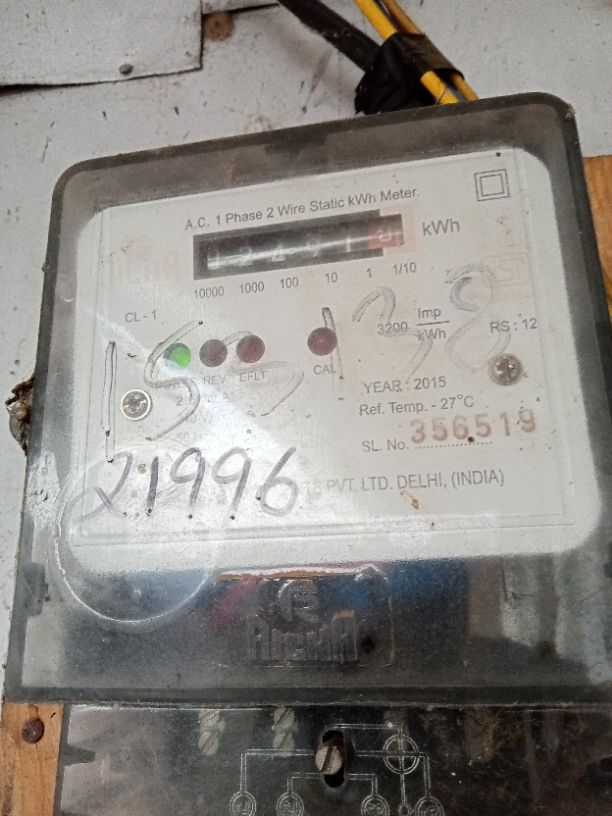 A.C. 1 Phase 2 Wire Static kWh Meter.
kWh
10000 1000 100 10 1 1/10
CL - 1
3200 Imp
kWh
RS : 12
REV EFLT CAL
YEAR : 2015
Ref. Temp. - 27°C
SL. No. 356519
21996
PVT. LTD. DELHI, (INDIA)